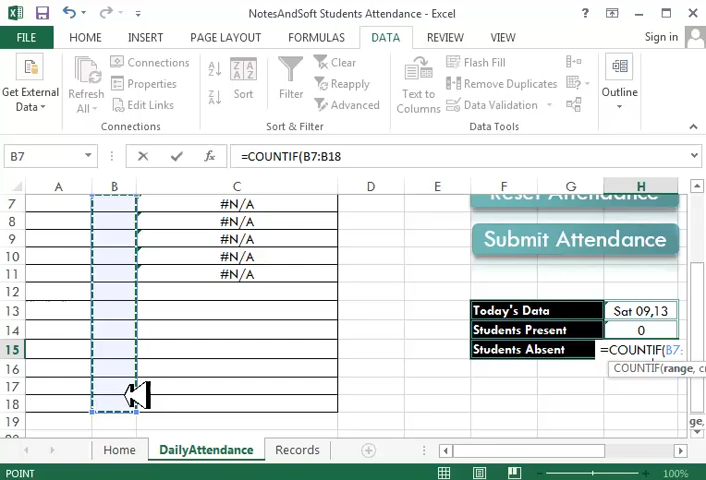 NotesAndSoft Students Attendance - Excel
?
FILE HOME INSERT PAGE LAYOUT FORMULAS DATA REVIEW VIEW Sign in
Get External Data
Refresh All
Connections
Properties
Edit Links
Connections
Sort
Filter
Clear
Reapply
Advanced
Sort & Filter
Text to Columns
Flash Fill
Remove Duplicates
Data Validation
Data Tools
Outline
B7 fx =COUNTIF(B7:B18
A B C D E F G H
7 #N/A Reset Attendance
8 #N/A
9 #N/A Submit Attendance
10 #N/A
11 #N/A
12
13 Today's Data Sat 09,13
14 Students Present 0
15 Students Absent =COUNTIF(B7:
16 COUNTIF(range, cr
17
18
19 ge,
Home DailyAttendance Records
POINT 100%